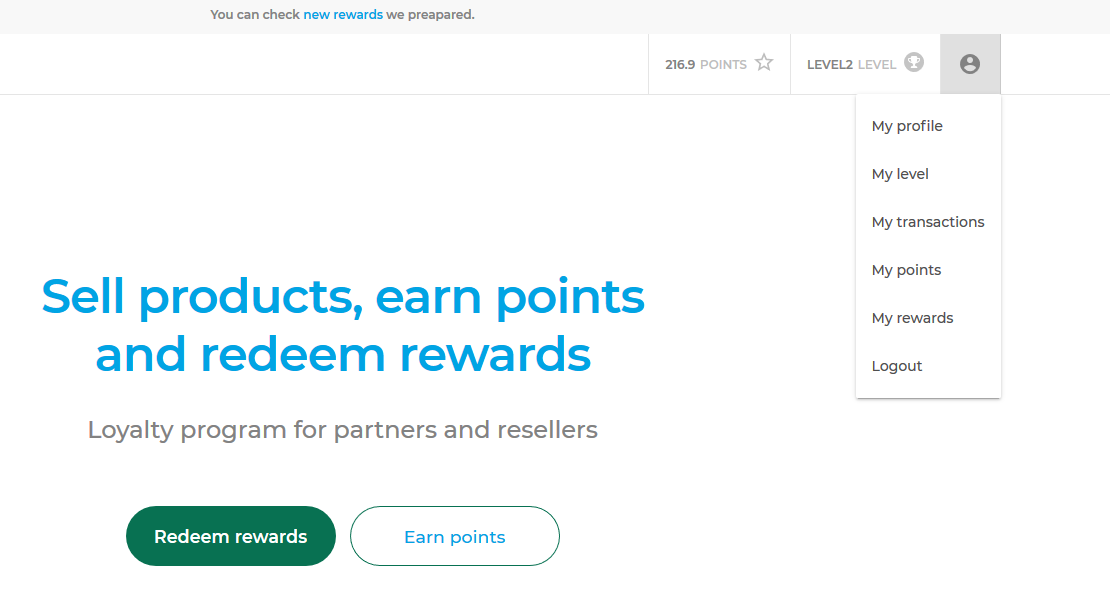 You can check new rewards we preapared.
216.9 POINTS LEVEL2 LEVEL
My profile
My level
My transactions
My points
My rewards
Logout
Sell products, earn points
and redeem rewards
Loyalty program for partners and resellers
Redeem rewards Earn points